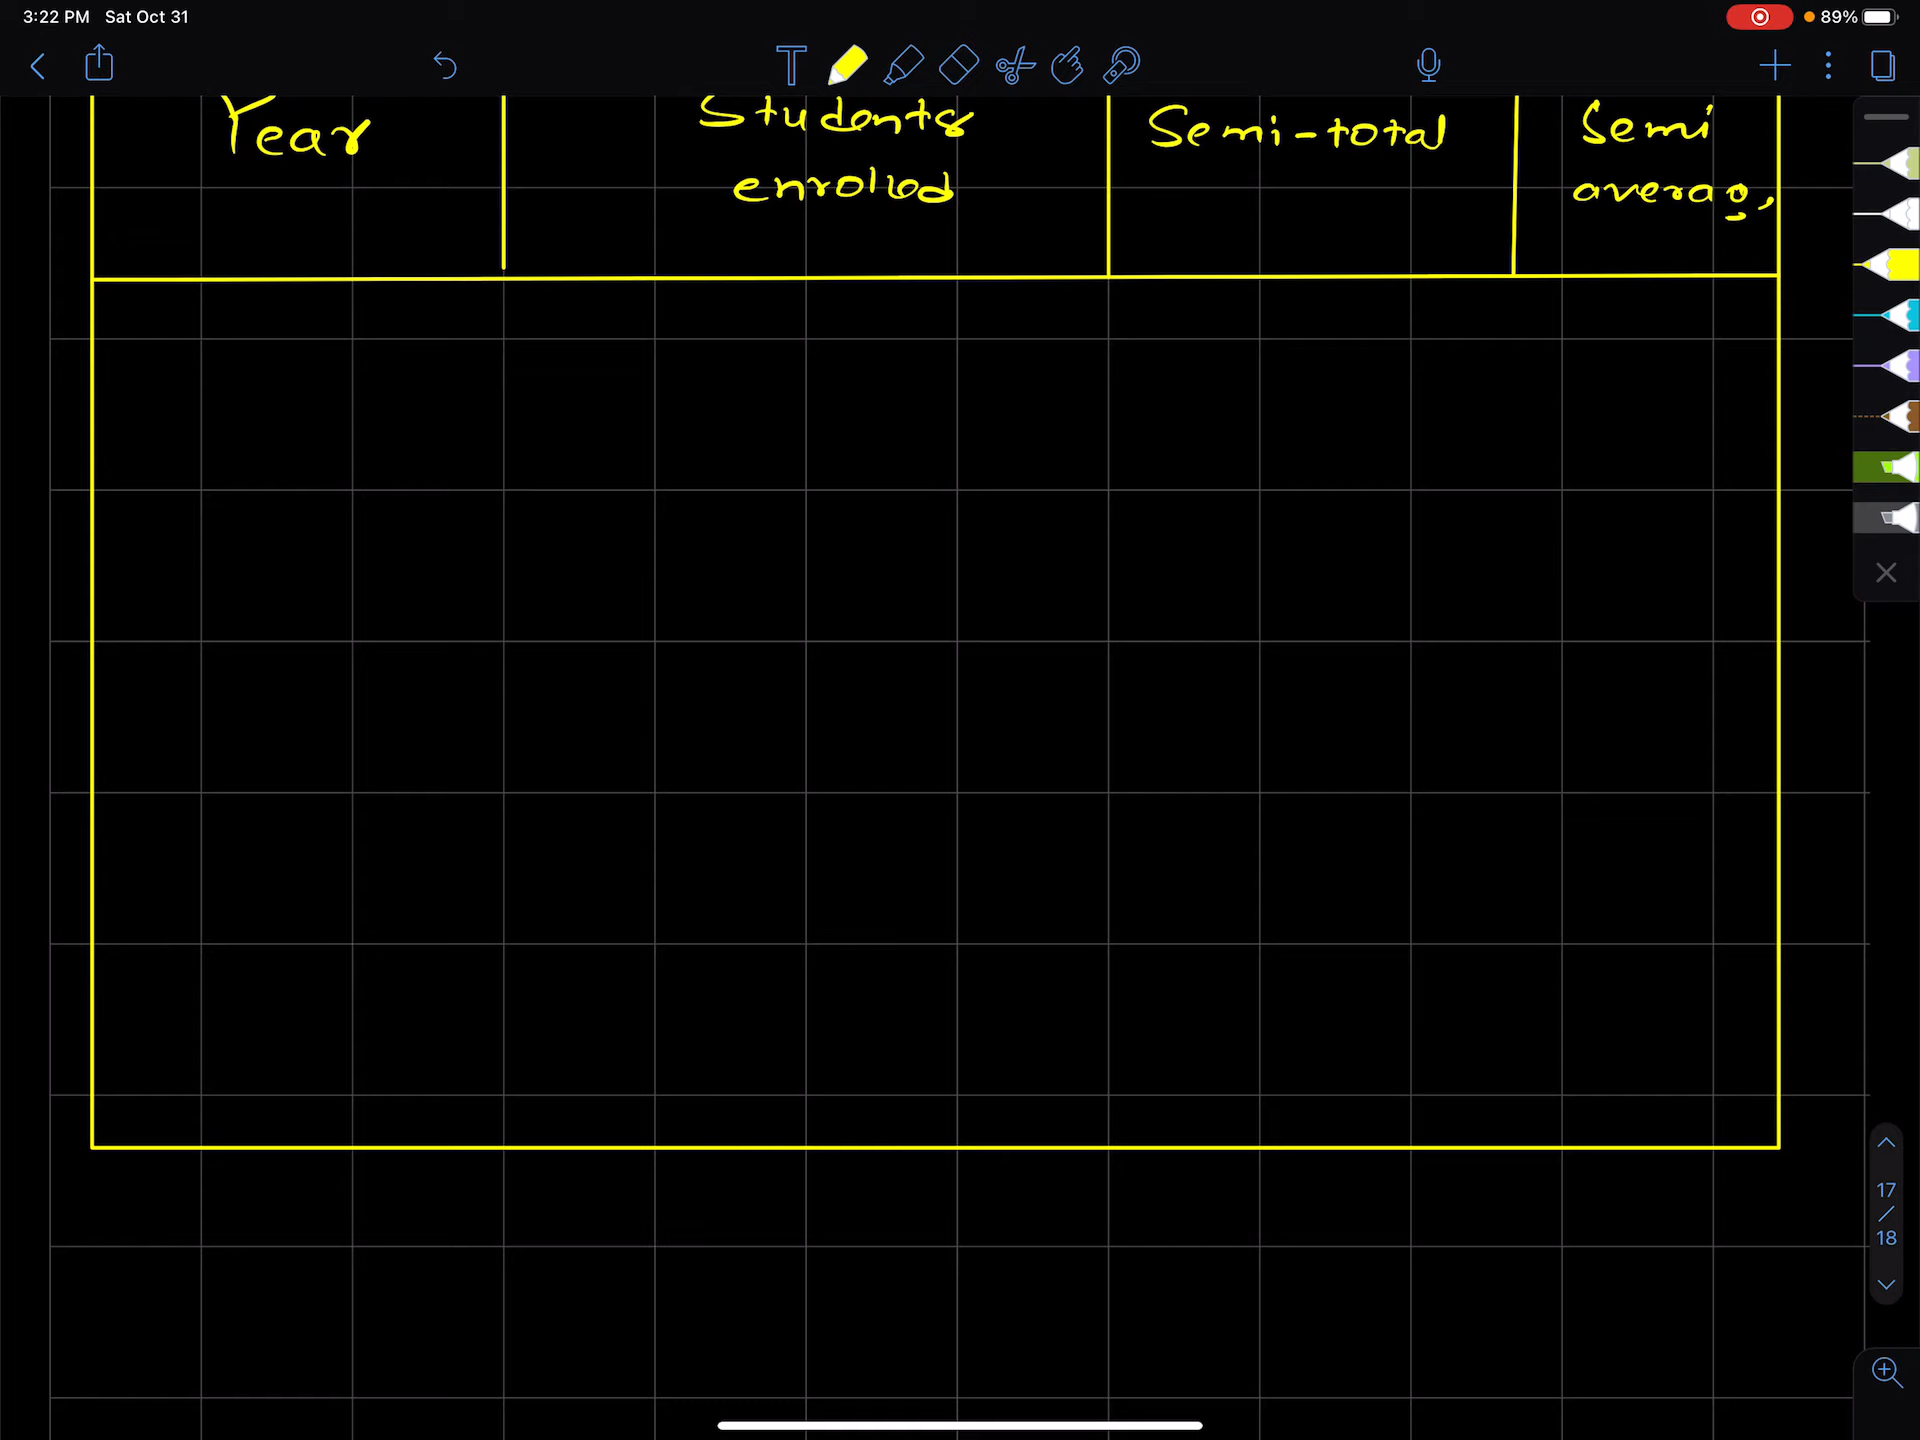 3:22 PM Sat Oct 31
89%
Year
Students
enrolled
Semi-total
Semi
average
17
/
18